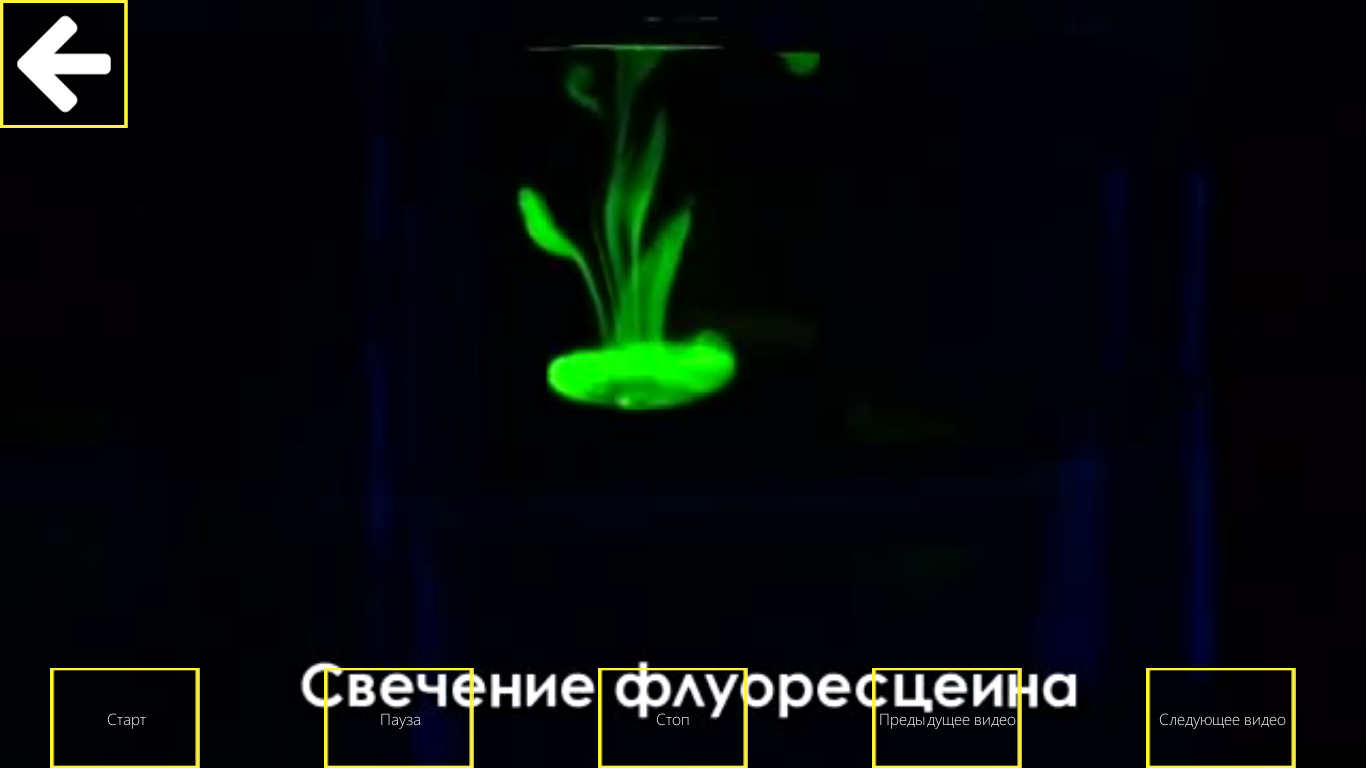 Свечение флуоресцеина
Старт
Пауза
Стоп
Предыдущее видео
Следующее видео